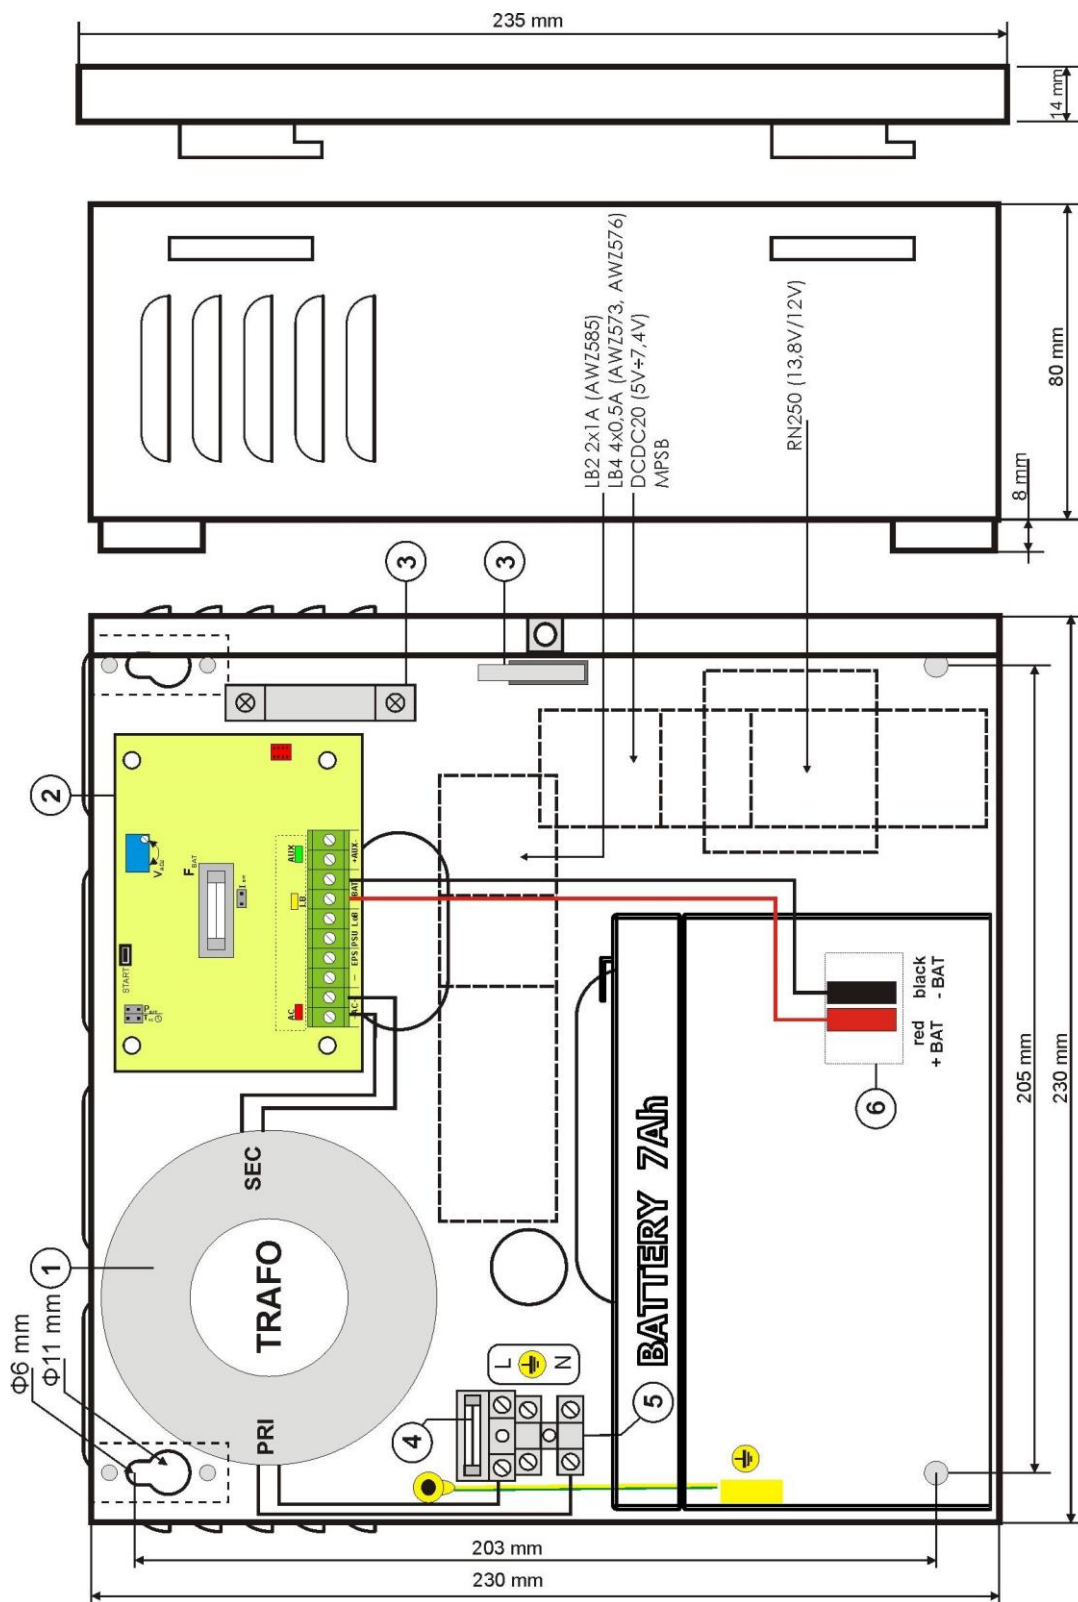 235 mm
14 mm
LB2 2x1A (AWZ585)
LB4 4x0,5A (AWZ573, AWZ576)
DCDC20 (5V÷7,4V)
MPSB
RN250 (13,8V/12V)
80 mm
8 mm
3
3
2
VADJ
FBAT
START
AUX
LB
AC
+AUX-
BAT
LoB
PSU
EPS
AC
SEC
1
TRAFO
PRI
Φ6 mm
Φ11 mm
L
N
4
5
BATTERY 7Ah
black
- BAT
red
+ BAT
6
205 mm
230 mm
203 mm
230 mm